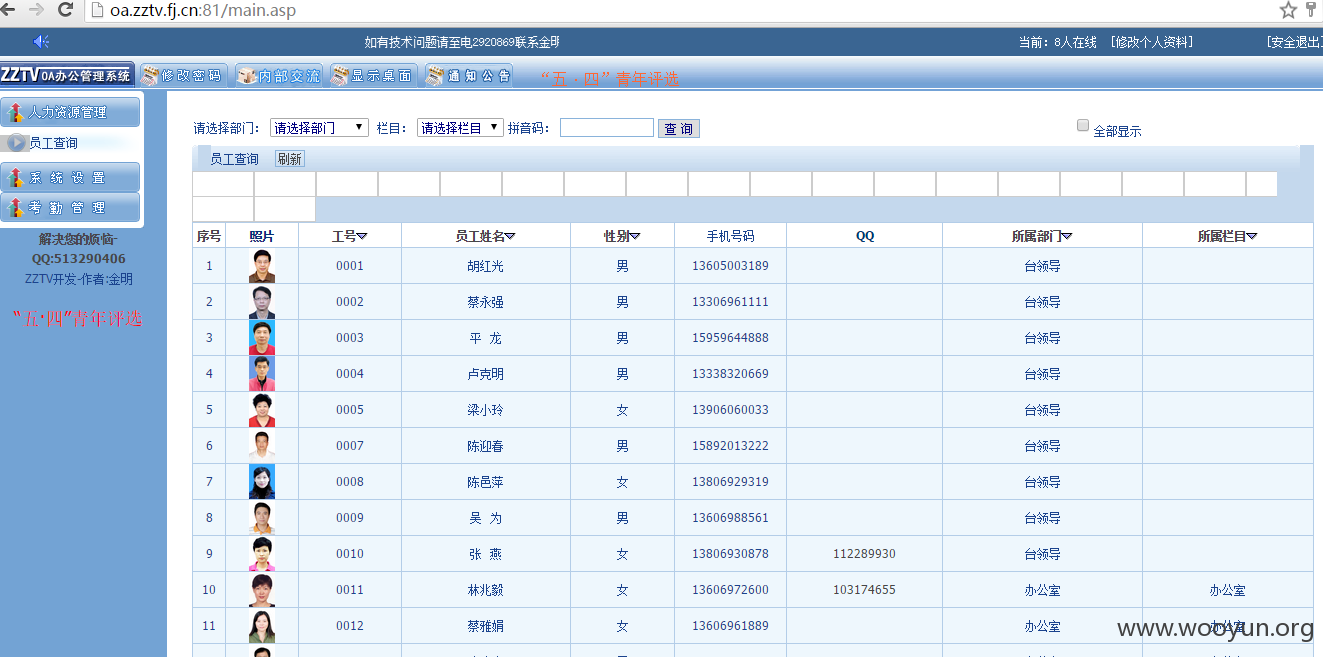 oa.zztv.fj.cn:81/main.asp
如有技术问题请至电2920869联系金明
当前：8人在线 [修改个人资料] [安全退出]
ZZTV OA办公管理系统 修改密码 内部交流 显示桌面 通知公告 “五·四”青年评选
人力资源管理
员工查询
系统设置
考勤管理
解决您的烦恼-
QQ:513290406
ZZTV开发-作者:金明
“五·四”青年评选
请选择部门： 请选择部门 栏目： 请选择栏目 拼音码： 查询 全部显示
员工查询 刷新
序号 照片 工号 员工姓名 性别 手机号码 QQ 所属部门 所属栏目
1 0001 胡红光 男 13605003189 台领导
2 0002 蔡永强 男 13306961111 台领导
3 0003 平 龙 男 15959644888 台领导
4 0004 卢克明 男 13338320669 台领导
5 0005 梁小玲 女 13906060033 台领导
6 0007 陈迎春 男 15892013222 台领导
7 0008 陈邑萍 女 13806929319 台领导
8 0009 吴 为 男 13606988561 台领导
9 0010 张 燕 女 13806930878 112289930 台领导
10 0011 林兆毅 女 13606972600 103174655 办公室 办公室
11 0012 蔡雅娟 女 13606961889 办公室 办公室
www.wooyun.org